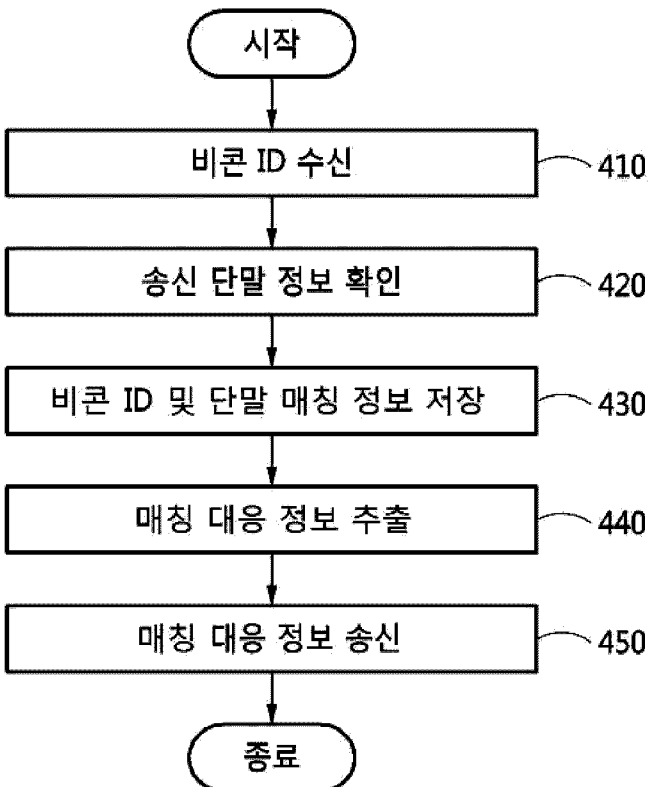 시작
비콘 ID 수신
410
송신 단말 정보 확인
420
비콘 ID 및 단말 매칭 정보 저장
430
매칭 대응 정보 추출
440
매칭 대응 정보 송신
450
종료